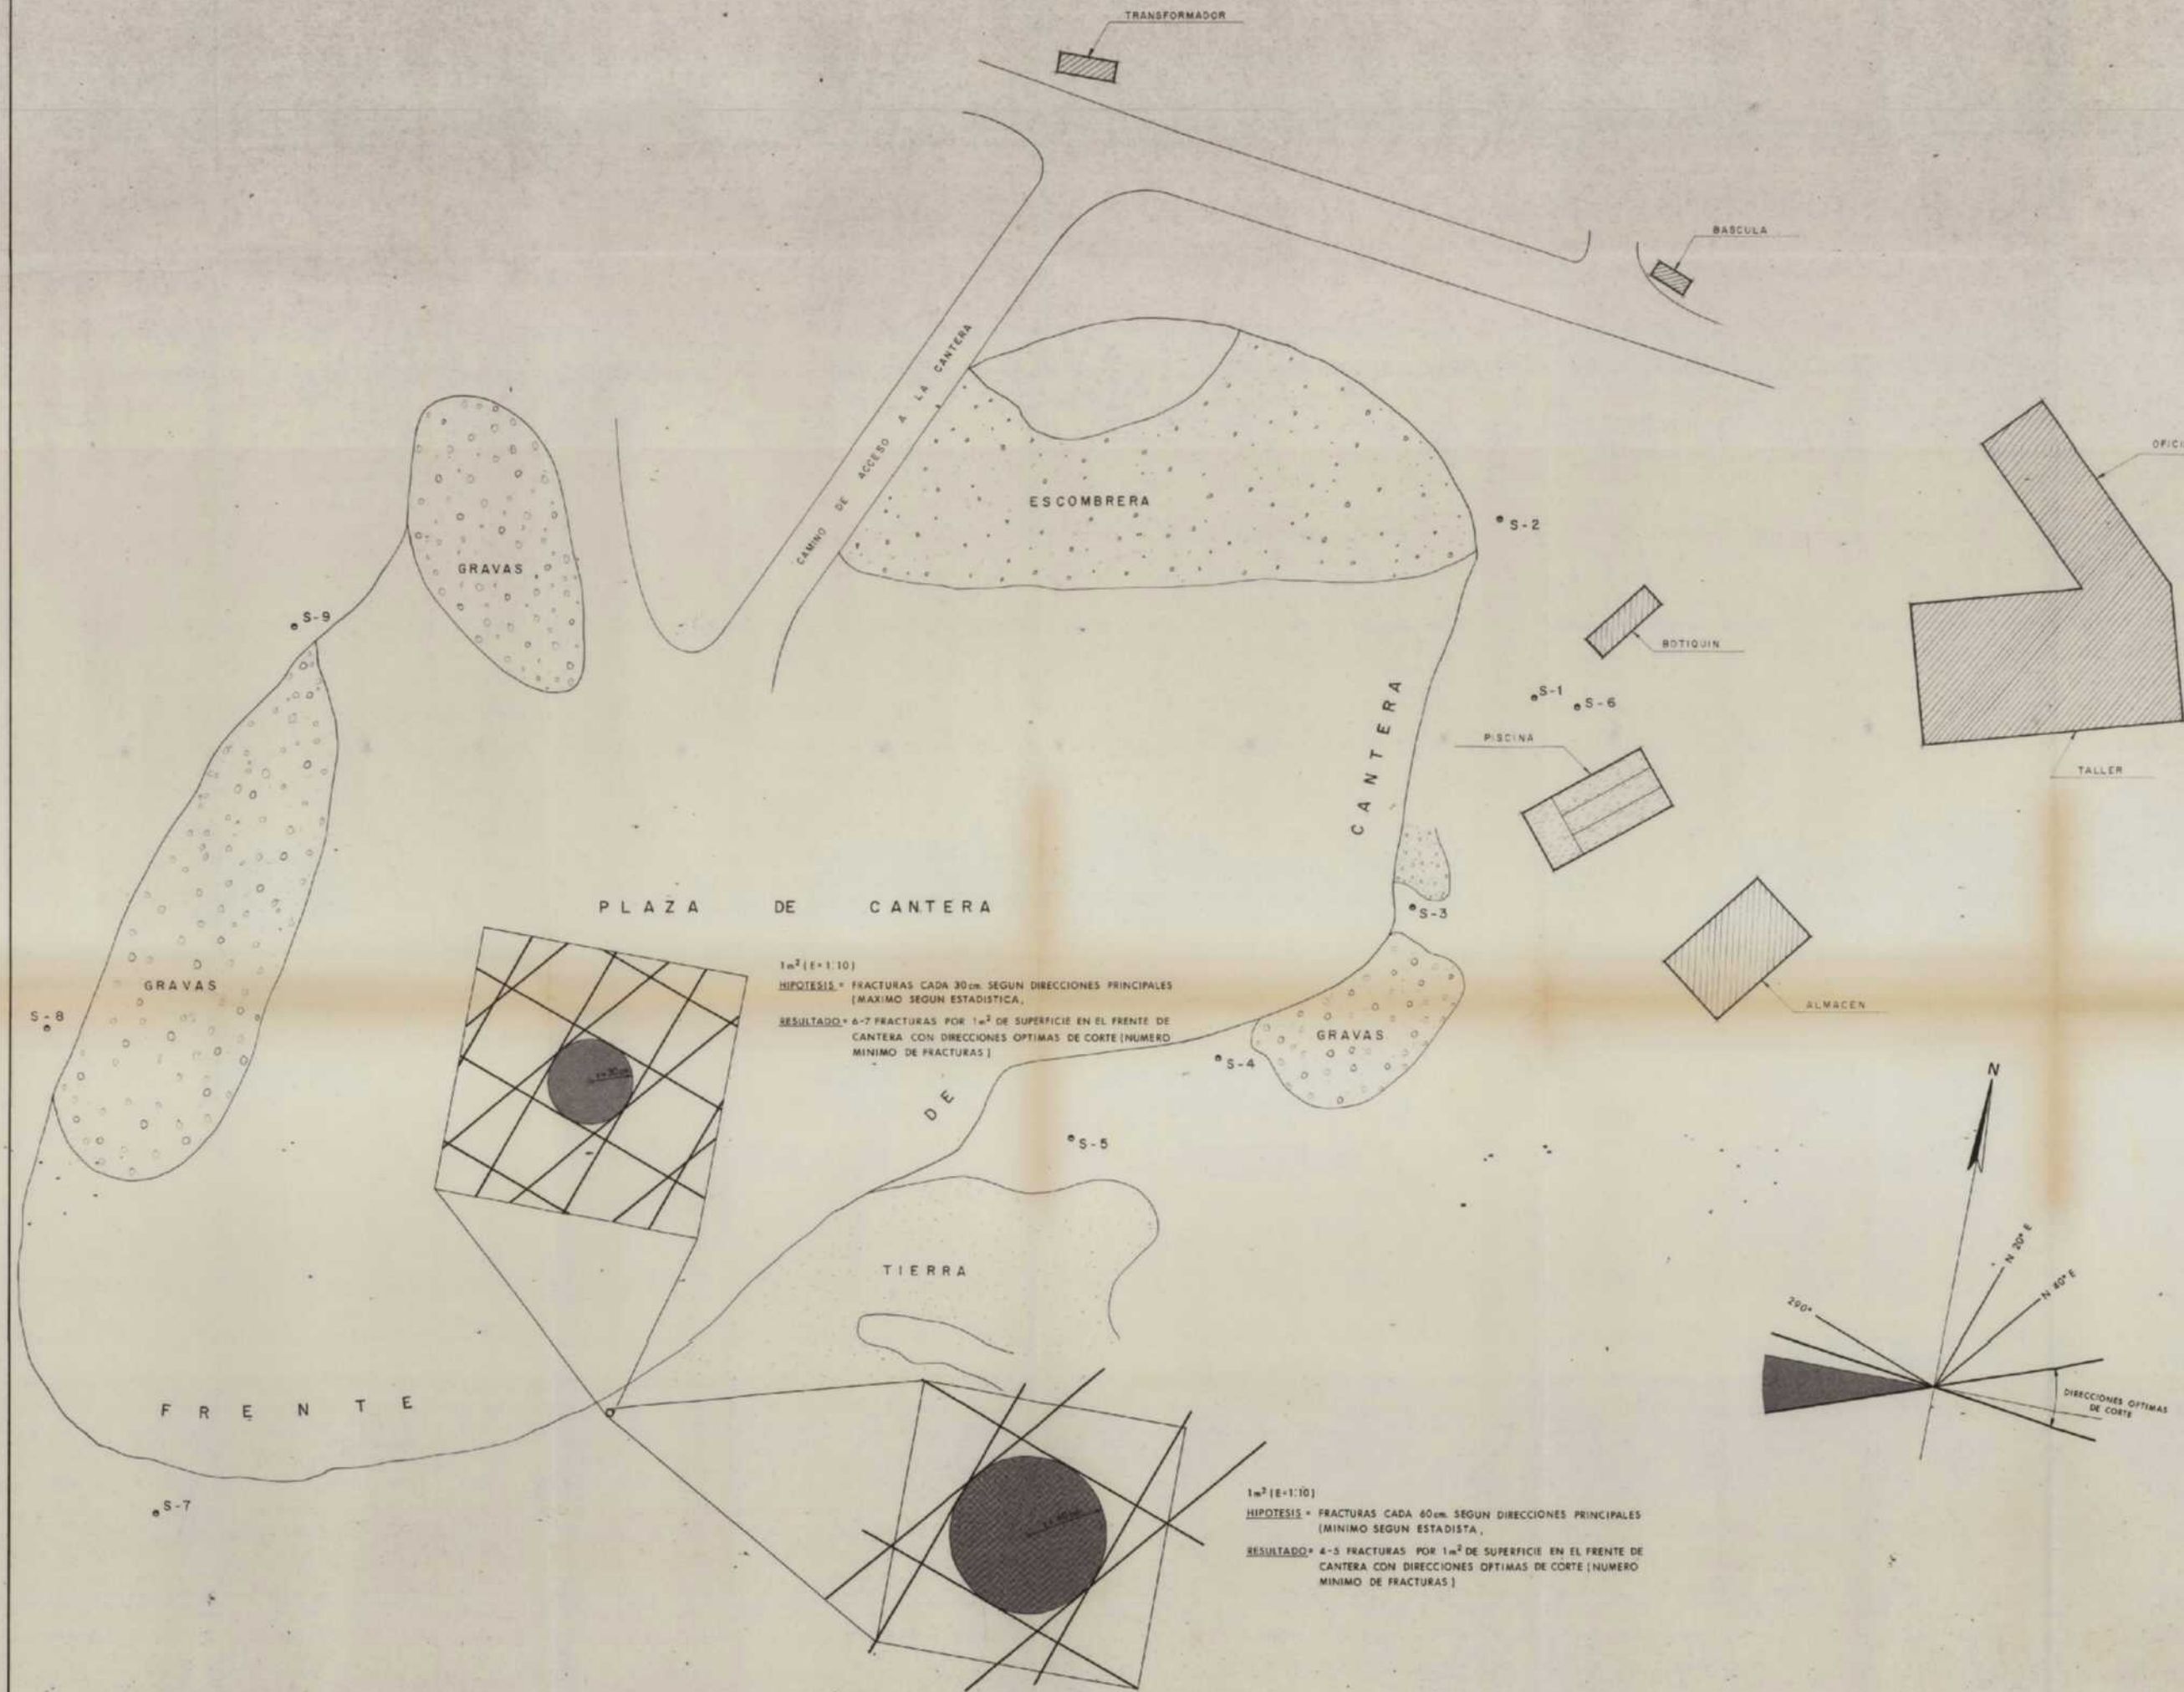 TRANSFORMADOR
BASCULA
CAMINO DE ACCESO A LA CANTERA
ESCOMBRERA
S-2
GRAVAS
S-9
BOTIQUIN
S-1
S-6
PISCINA
TALLER
CANTERA
S-3
PLAZA DE CANTERA
1m² (E=1:10)
HIPOTESIS = FRACTURAS CADA 30cm. SEGUN DIRECCIONES PRINCIPALES
(MAXIMO SEGUN ESTADISTICA,
RESULTADO = 6-7 FRACTURAS POR 1m² DE SUPERFICIE EN EL FRENTE DE
CANTERA CON DIRECCIONES OPTIMAS DE CORTE (NUMERO
MINIMO DE FRACTURAS)
GRAVAS
S-8
ALMACEN
GRAVAS
S-4
DE
S-5
N
TIERRA
N 20° E
N 40° E
290°
DIRECCIONES OPTIMAS
DE CORTE
FRENTE
S-7
1m² (E=1:10)
HIPOTESIS = FRACTURAS CADA 60cm. SEGUN DIRECCIONES PRINCIPALES
(MINIMO SEGUN ESTADISTA,
RESULTADO = 4-5 FRACTURAS POR 1m² DE SUPERFICIE EN EL FRENTE DE
CANTERA CON DIRECCIONES OPTIMAS DE CORTE (NUMERO
MINIMO DE FRACTURAS)